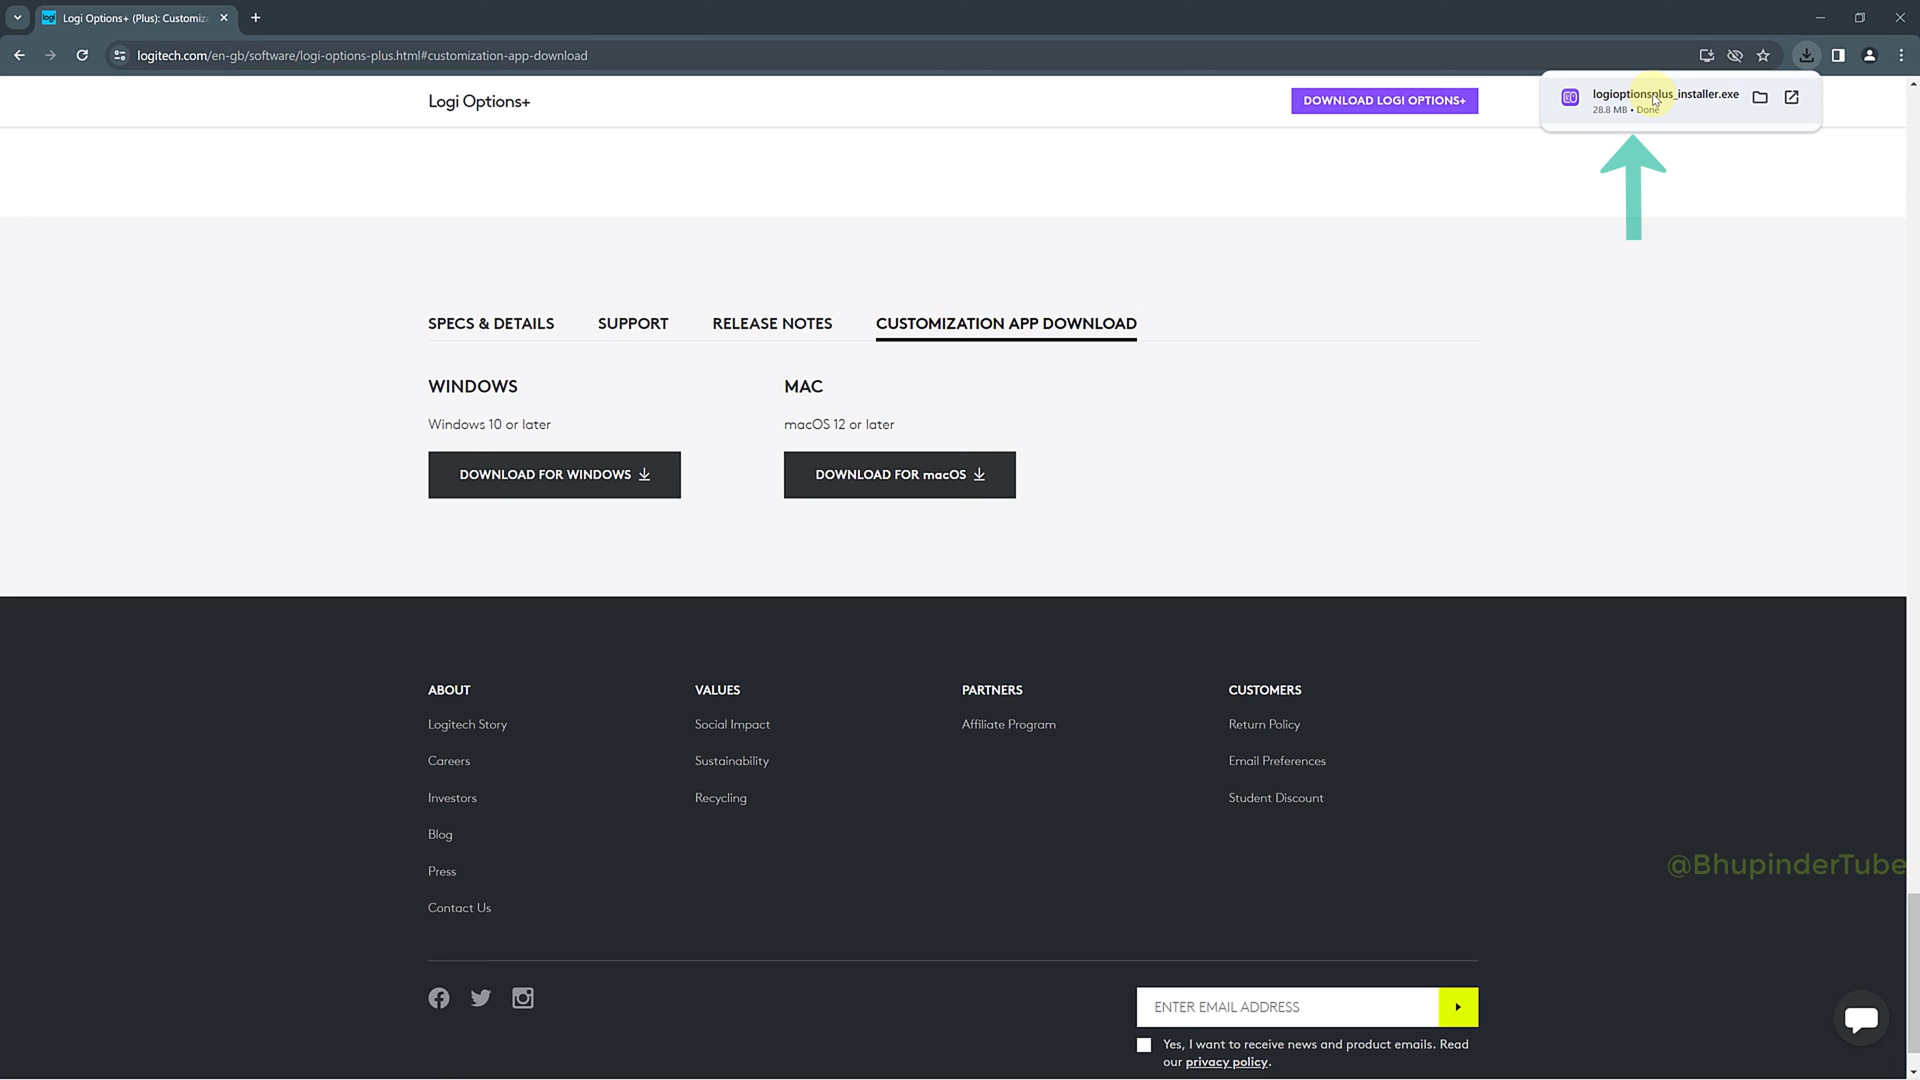 logi
Logi Options+ (Plus): Customiz
logitech.com/en-gb/software/logi-options-plus.html#customization-app-download
Logi Options+
DOWNLOAD LOGI OPTIONS+
logioptionsplus_installer.exe
28.8 MB • Done
SPECS & DETAILS
SUPPORT
RELEASE NOTES
CUSTOMIZATION APP DOWNLOAD
WINDOWS
Windows 10 or later
DOWNLOAD FOR WINDOWS
MAC
macOS 12 or later
DOWNLOAD FOR macOS
ABOUT
Logitech Story
Careers
Investors
Blog
Press
Contact Us
VALUES
Social Impact
Sustainability
Recycling
PARTNERS
Affiliate Program
CUSTOMERS
Return Policy
Email Preferences
Student Discount
@BhupinderTube
ENTER EMAIL ADDRESS
Yes, I want to receive news and product emails. Read
our privacy policy.